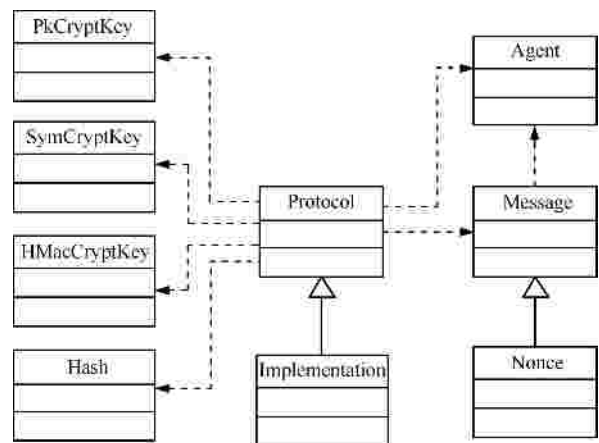 PkCryptKey
Agent
SymCryptKey
Protocol
Message
HMacCryptKey
Hash
Implementation
Nonce